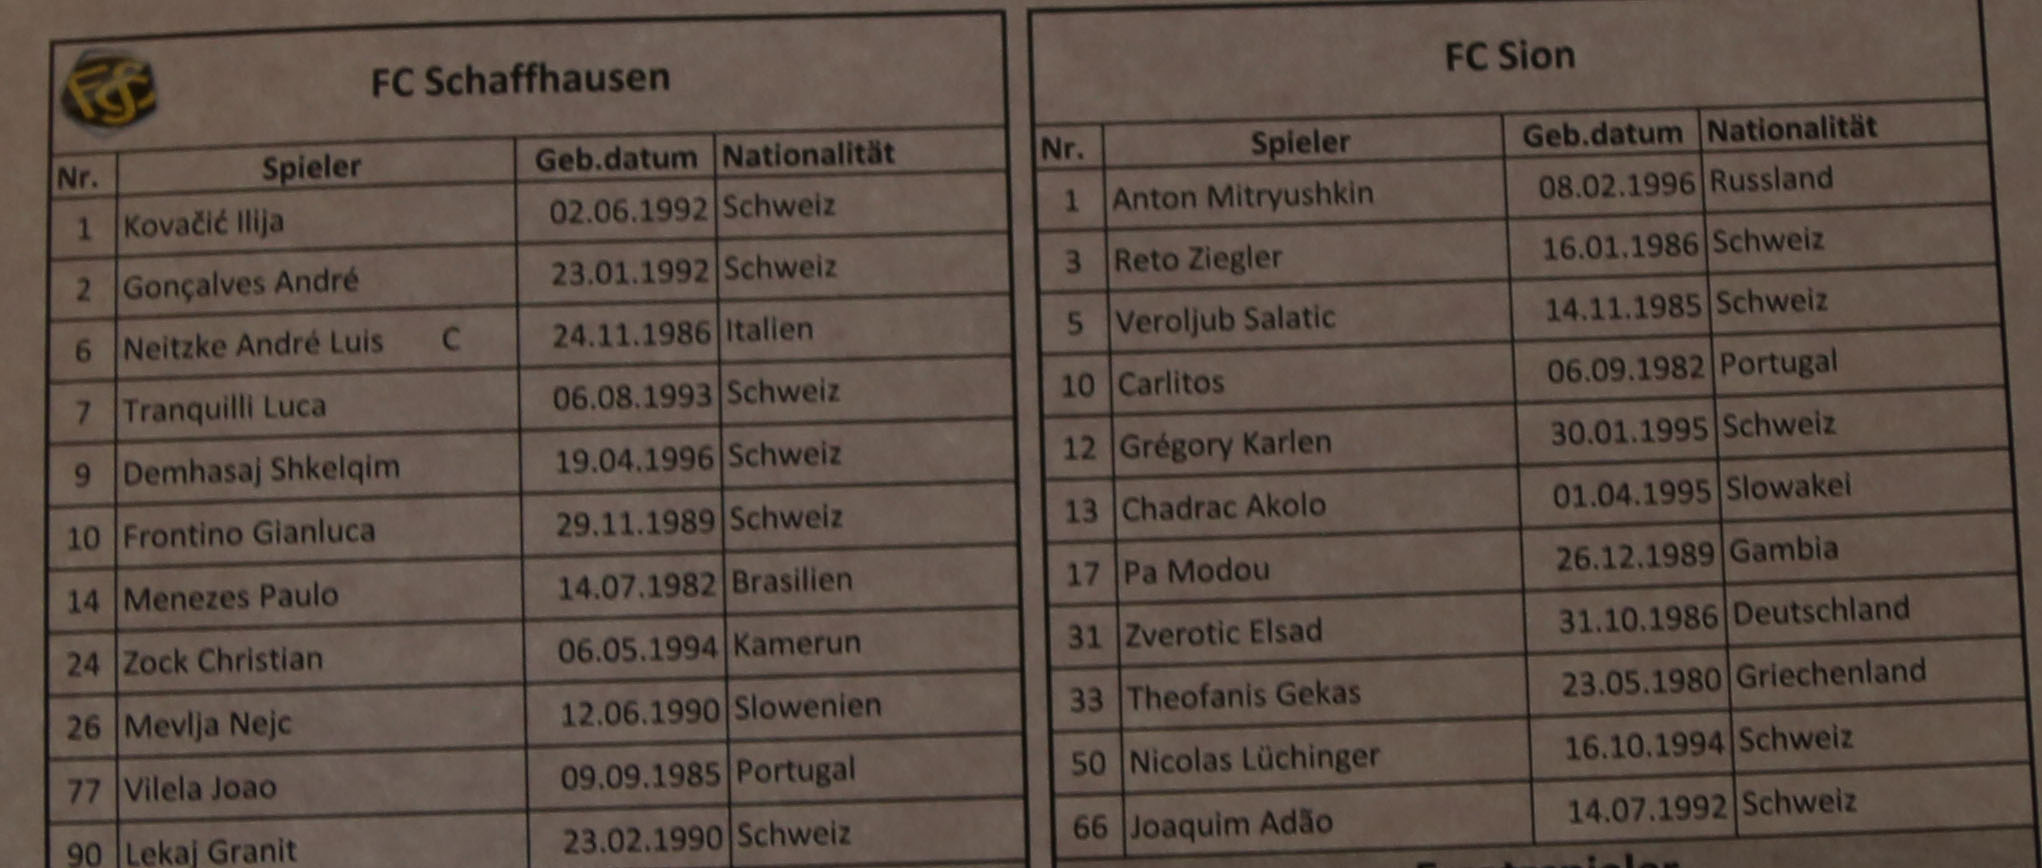 FCS
FC Schaffhausen
Nr. Spieler Geb.datum Nationalität
1 Kovačić Ilija 02.06.1992 Schweiz
2 Gonçalves André 23.01.1992 Schweiz
6 Neitzke André Luis C 24.11.1986 Italien
7 Tranquilli Luca 06.08.1993 Schweiz
9 Demhasaj Shkelqim 19.04.1996 Schweiz
10 Frontino Gianluca 29.11.1989 Schweiz
14 Menezes Paulo 14.07.1982 Brasilien
24 Zock Christian 06.05.1994 Kamerun
26 Mevlja Nejc 12.06.1990 Slowenien
77 Vilela Joao 09.09.1985 Portugal
90 Lekaj Granit 23.02.1990 Schweiz
FC Sion
Nr. Spieler Geb.datum Nationalität
1 Anton Mitryushkin 08.02.1996 Russland
3 Reto Ziegler 16.01.1986 Schweiz
5 Veroljub Salatic 14.11.1985 Schweiz
10 Carlitos 06.09.1982 Portugal
12 Grégory Karlen 30.01.1995 Schweiz
13 Chadrac Akolo 01.04.1995 Slowakei
17 Pa Modou 26.12.1989 Gambia
31 Zverotic Elsad 31.10.1986 Deutschland
33 Theofanis Gekas 23.05.1980 Griechenland
50 Nicolas Lüchinger 16.10.1994 Schweiz
66 Joaquim Adão 14.07.1992 Schweiz